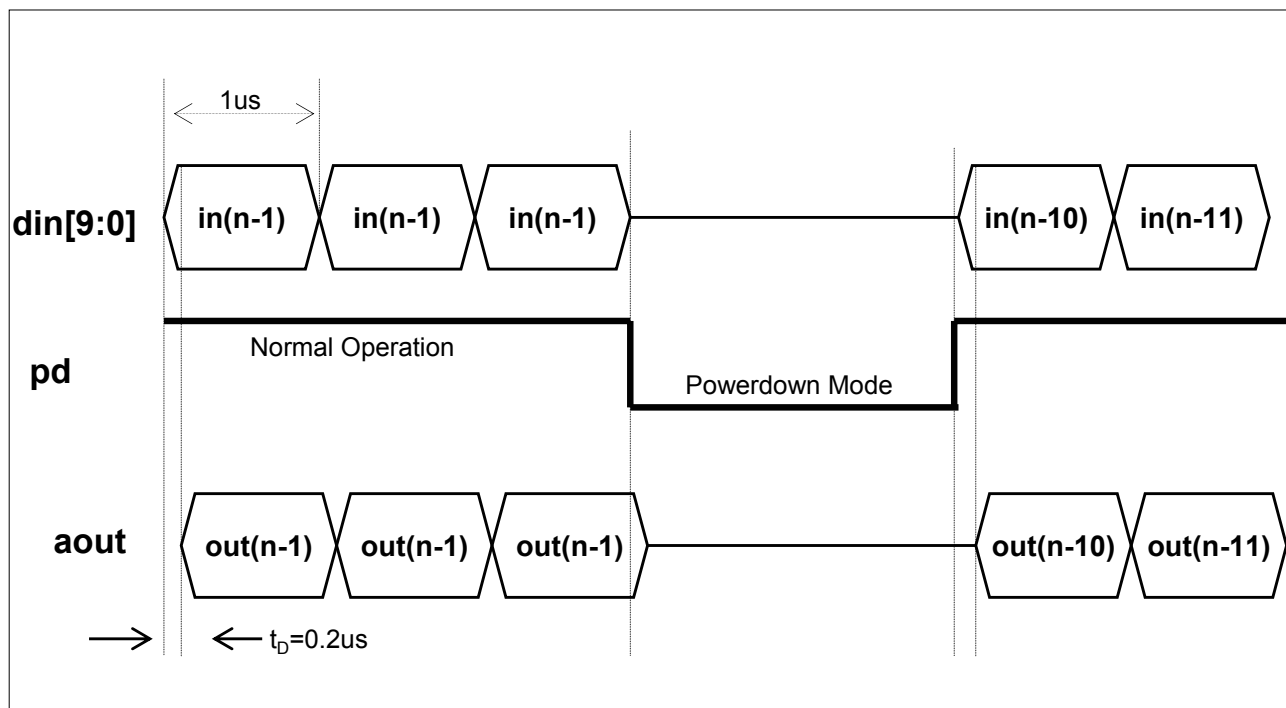 1us
din[9:0] in(n-1) in(n-1) in(n-1) in(n-10) in(n-11)
Normal Operation
pd
Powerdown Mode
aout out(n-1) out(n-1) out(n-1) out(n-10) out(n-11)
tD=0.2us